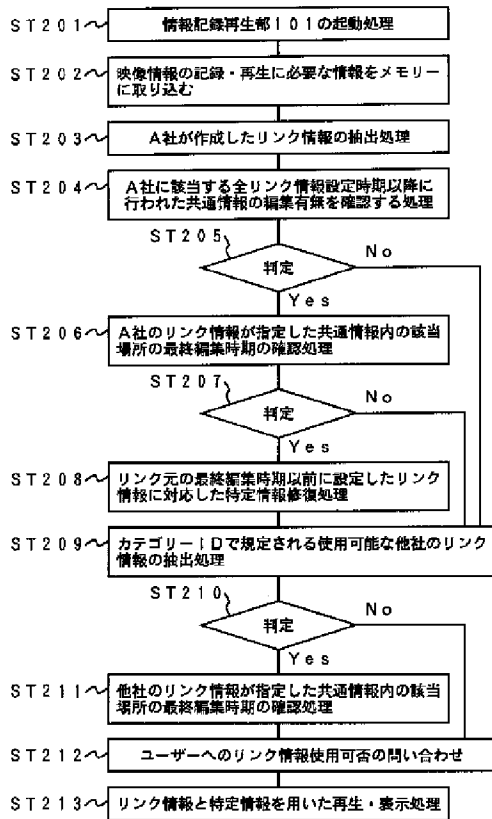 ST201
情報記録再生部101の起動処理
ST202
映像情報の記録・再生に必要な情報をメモリー
に取り込む
ST203
A社が作成したリンク情報の抽出処理
ST204
A社に該当する全リンク情報設定時期以降に
行われた共通情報の編集有無を確認する処理
ST205
判定
No
Yes
ST206
A社のリンク情報が指定した共通情報内の該当
場所の最終編集時期の確認処理
ST207
判定
No
Yes
ST208
リンク元の最終編集時期以前に設定したリンク
情報に対応した特定情報修復処理
ST209
カテゴリーIDで規定される使用可能な他社のリンク
情報の抽出処理
ST210
判定
No
Yes
ST211
他社のリンク情報が指定した共通情報内の該当
場所の最終編集時期の確認処理
ST212
ユーザーへのリンク情報使用可否の問い合わせ
ST213
リンク情報と特定情報を用いた再生・表示処理